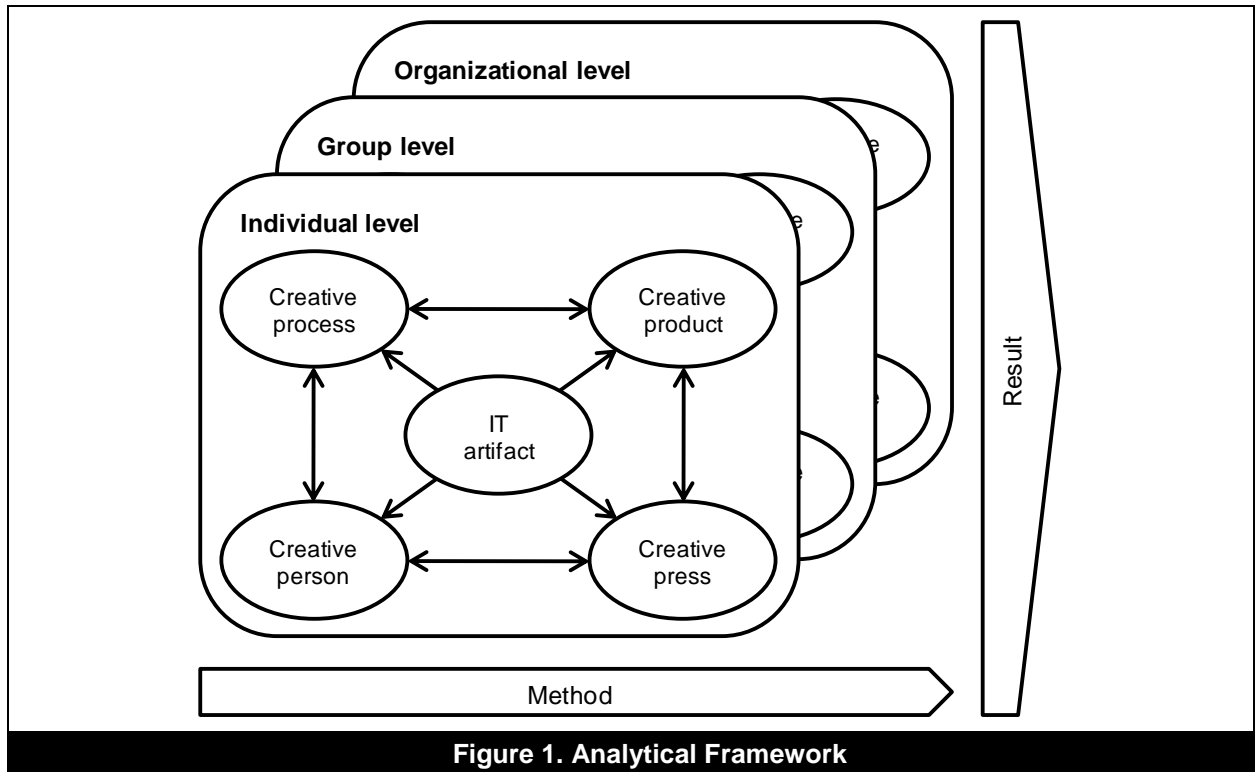 Organizational level
Group level
Individual level
Creative
process
Creative
product
IT
artifact
Creative
person
Creative
press
Method
Result
Figure 1. Analytical Framework